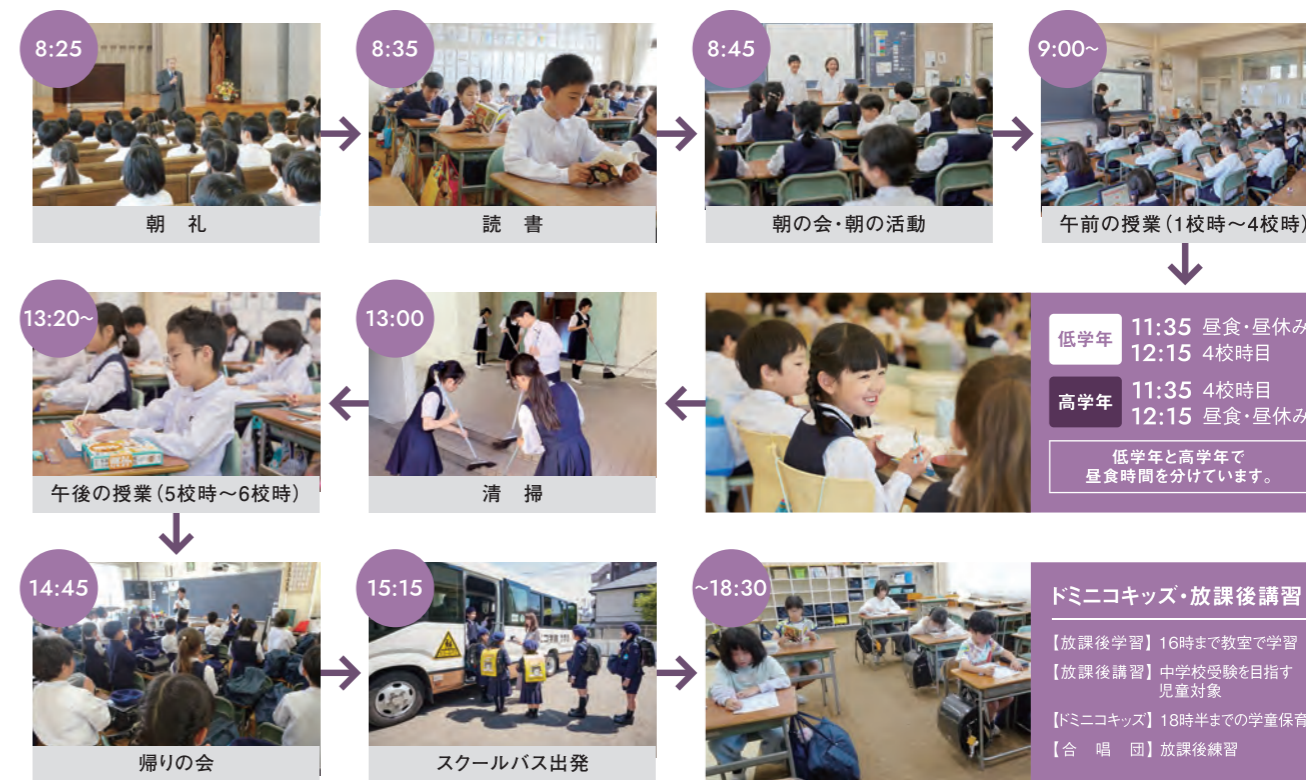 8:25
朝　礼
8:35
読　書
8:45
朝の会・朝の活動
9:00～
午前の授業（1校時～4校時）
低学年
11:35 昼食・昼休み
12:15 4校時目
高学年
11:35 4校時目
12:15 昼食・昼休み
低学年と高学年で
昼食時間を分けています。
13:00
清　掃
13:20～
午後の授業（5校時～6校時）
14:45
帰りの会
15:15
スクールバス出発
～18:30
ドミニコキッズ・放課後講習
【放課後学習】16時まで教室で学習
【放課後講習】中学校受験を目指す
児童対象
【ドミニコキッズ】18時半までの学童保育
【合　唱　団】放課後練習